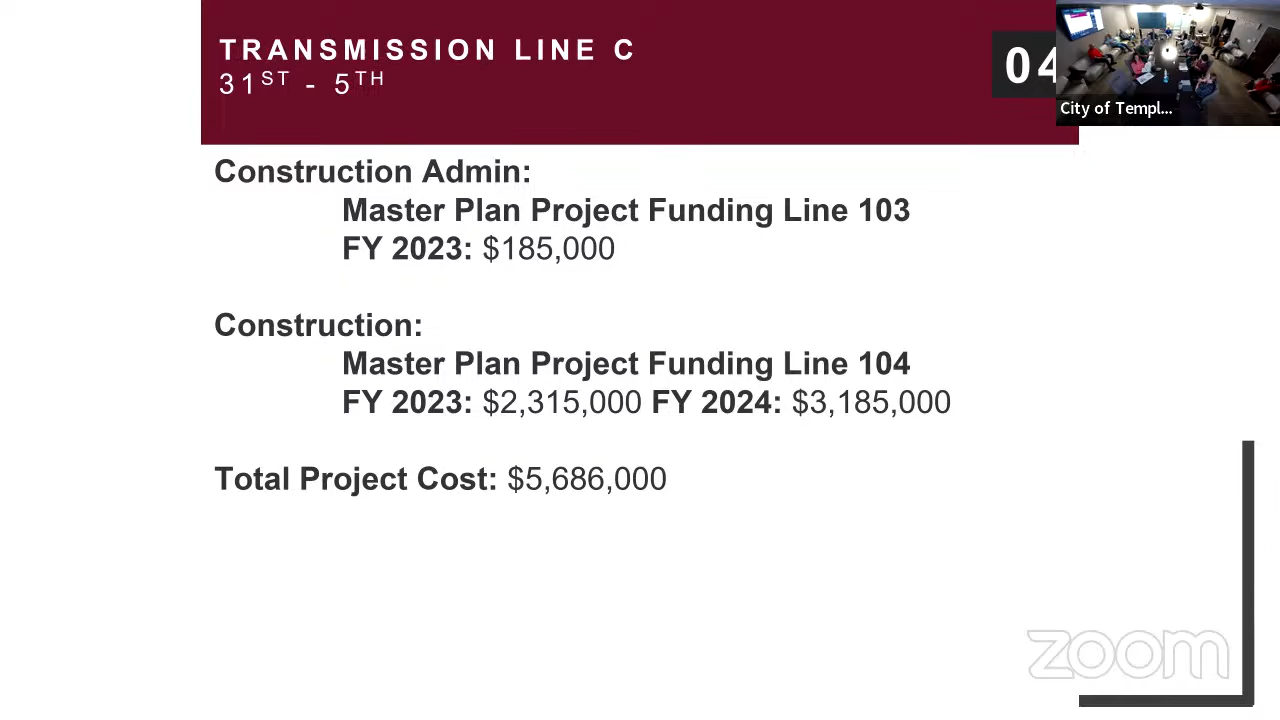 TRANSMISSION LINE C
31ST - 5TH
04
City of Templ...
Construction Admin:
Master Plan Project Funding Line 103
FY 2023: $185,000
Construction:
Master Plan Project Funding Line 104
FY 2023: $2,315,000 FY 2024: $3,185,000
Total Project Cost: $5,686,000
zoom